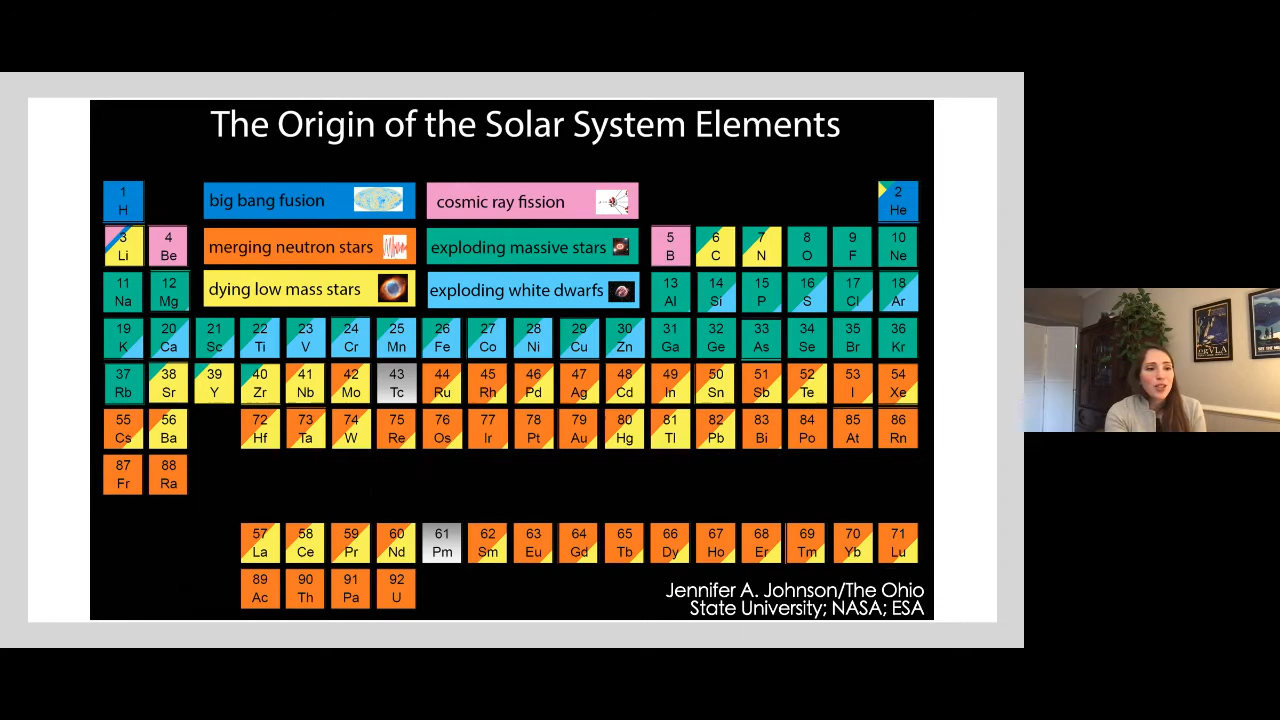 The Origin of the Solar System Elements
1 H
big bang fusion
cosmic ray fission
2 He
3 Li
4 Be
merging neutron stars
exploding massive stars
5 B
6 C
7 N
8 O
9 F
10 Ne
11 Na
12 Mg
dying low mass stars
exploding white dwarfs
13 Al
14 Si
15 P
16 S
17 Cl
18 Ar
19 K
20 Ca
21 Sc
22 Ti
23 V
24 Cr
25 Mn
26 Fe
27 Co
28 Ni
29 Cu
30 Zn
31 Ga
32 Ge
33 As
34 Se
35 Br
36 Kr
37 Rb
38 Sr
39 Y
40 Zr
41 Nb
42 Mo
43 Tc
44 Ru
45 Rh
46 Pd
47 Ag
48 Cd
49 In
50 Sn
51 Sb
52 Te
53 I
54 Xe
55 Cs
56 Ba
72 Hf
73 Ta
74 W
75 Re
76 Os
77 Ir
78 Pt
79 Au
80 Hg
81 Tl
82 Pb
83 Bi
84 Po
85 At
86 Rn
87 Fr
88 Ra
57 La
58 Ce
59 Pr
60 Nd
61 Pm
62 Sm
63 Eu
64 Gd
65 Tb
66 Dy
67 Ho
68 Er
69 Tm
70 Yb
71 Lu
89 Ac
90 Th
91 Pa
92 U
Jennifer A. Johnson/The Ohio
State University; NASA; ESA
VLA